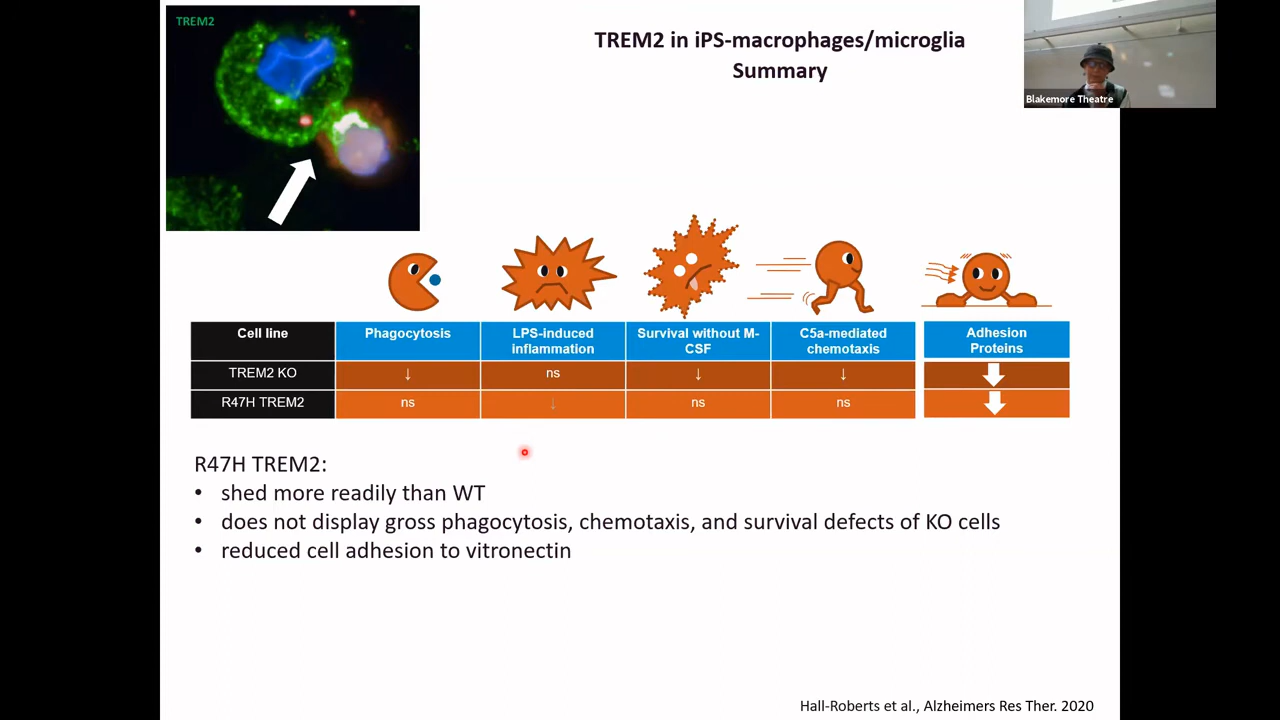 TREM2
TREM2 in iPS-macrophages/microglia
Summary
Blakemore Theatre
Cell line
Phagocytosis
LPS-induced
inflammation
Survival without M-
CSF
C5a-mediated
chemotaxis
Adhesion
Proteins
TREM2 KO
↓
ns
↓
↓
R47H TREM2
ns
↓
ns
ns
R47H TREM2:
• shed more readily than WT
• does not display gross phagocytosis, chemotaxis, and survival defects of KO cells
• reduced cell adhesion to vitronectin
Hall-Roberts et al., Alzheimers Res Ther. 2020